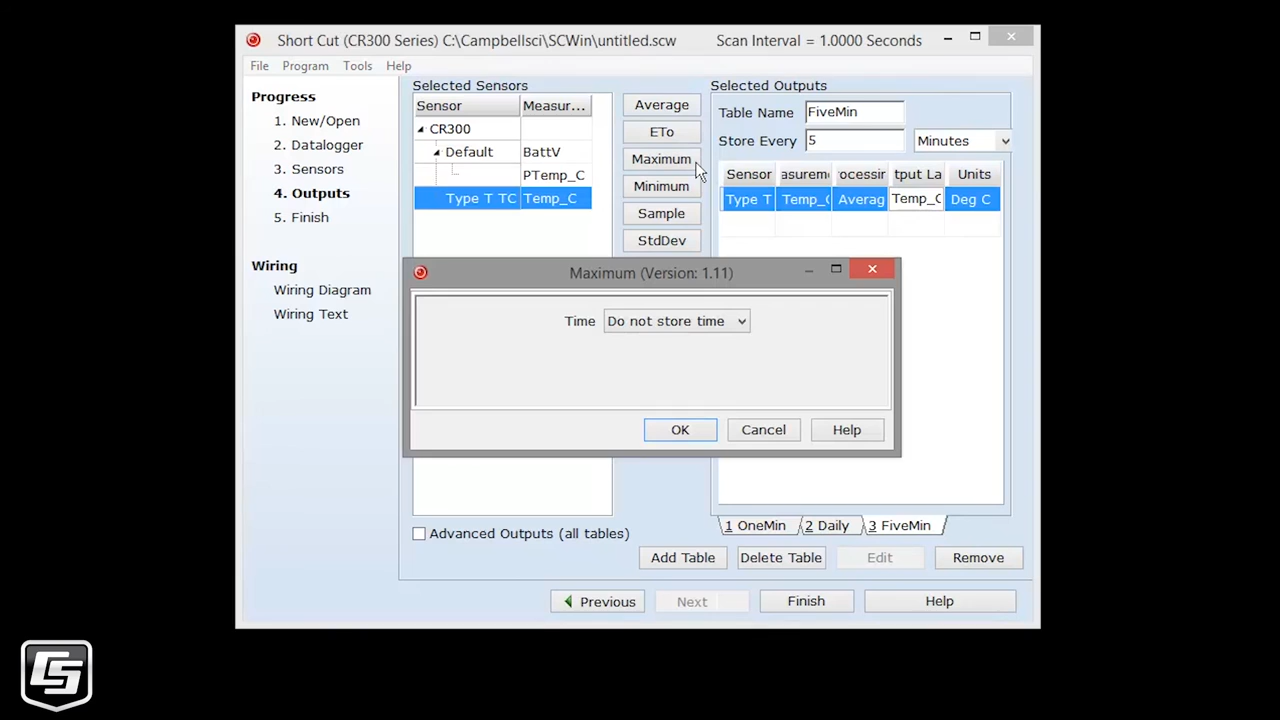 Short Cut (CR300 Series) C:\Campbellsci\SCWin\untitled.scw Scan Interval = 1.0000 Seconds
File Program Tools Help
Progress
1. New/Open
2. Datalogger
3. Sensors
4. Outputs
5. Finish
Wiring
Wiring Diagram
Wiring Text
Selected Sensors
Sensor Measur...
CR300
Default BattV
PTemp_C
Type T TC Temp_C
Average
ETo
Maximum
Minimum
Sample
StdDev
Selected Outputs
Table Name FiveMin
Store Every 5 Minutes
Sensor asureme ocessin tput La Units
Type T Temp_C Averag Temp_C Deg C
Maximum (Version: 1.11)
Time Do not store time
OK Cancel Help
Advanced Outputs (all tables)
1 OneMin 2 Daily 3 FiveMin
Add Table Delete Table Edit Remove
Previous Next Finish Help
CS